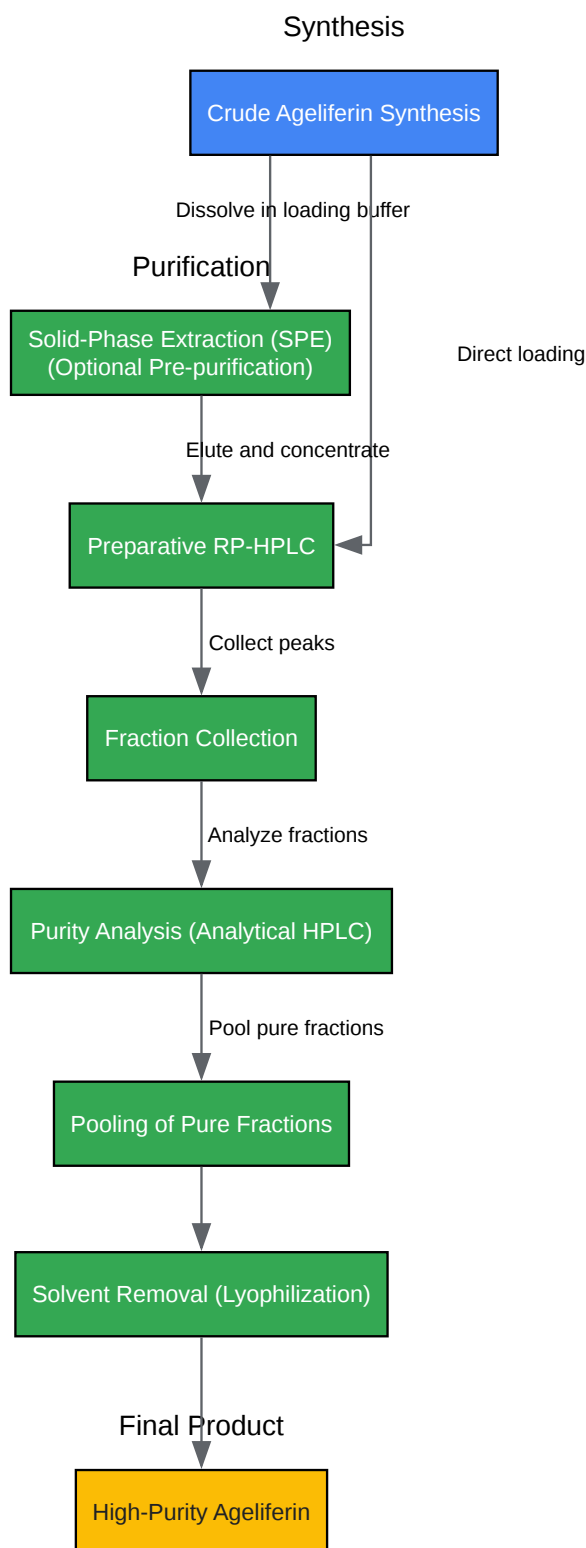 Synthesis
Crude Ageliferin Synthesis
Dissolve in loading buffer
Purification
Solid-Phase Extraction (SPE)
(Optional Pre-purification)
Direct loading
Elute and concentrate
Preparative RP-HPLC
Collect peaks
Fraction Collection
Analyze fractions
Purity Analysis (Analytical HPLC)
Pool pure fractions
Pooling of Pure Fractions
Solvent Removal (Lyophilization)
Final Product
High-Purity Ageliferin